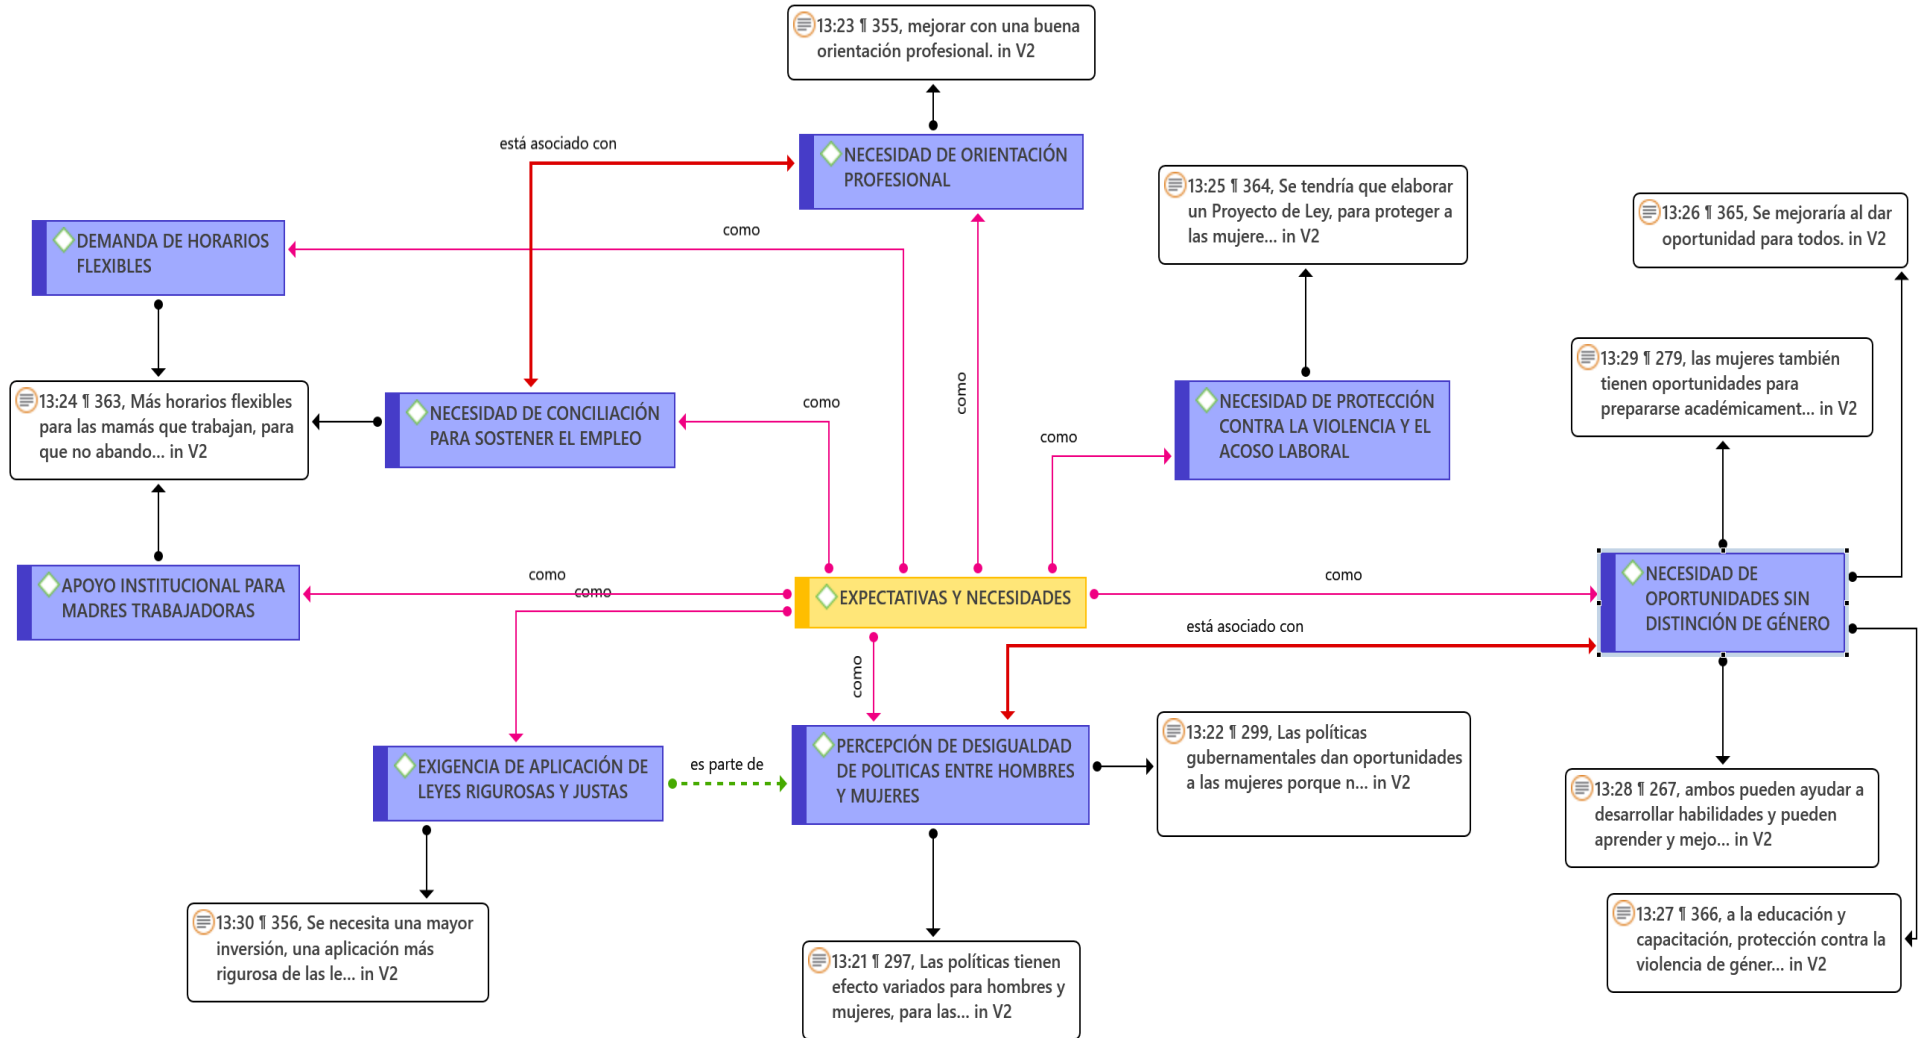 13:23 ¶ 355, mejorar con una buena
orientación profesional. in V2
está asociado con
NECESIDAD DE ORIENTACIÓN
PROFESIONAL
13:25 ¶ 364, Se tendría que elaborar
un Proyecto de Ley, para proteger a
las mujere... in V2
13:26 ¶ 365, Se mejoraría al dar
oportunidad para todos. in V2
DEMANDA DE HORARIOS
FLEXIBLES
como
13:29 ¶ 279, las mujeres también
tienen oportunidades para
prepararse académicament... in V2
13:24 ¶ 363, Más horarios flexibles
para las mamás que trabajan, para
que no abando... in V2
NECESIDAD DE CONCILIACIÓN
PARA SOSTENER EL EMPLEO
como
como
como
NECESIDAD DE PROTECCIÓN
CONTRA LA VIOLENCIA Y EL
ACOSO LABORAL
APOYO INSTITUCIONAL PARA
MADRES TRABAJADORAS
como
como
EXPECTATIVAS Y NECESIDADES
como
NECESIDAD DE
OPORTUNIDADES SIN
DISTINCIÓN DE GÉNERO
está asociado con
como
EXIGENCIA DE APLICACIÓN DE
LEYES RIGUROSAS Y JUSTAS
es parte de
PERCEPCIÓN DE DESIGUALDAD
DE POLITICAS ENTRE HOMBRES
Y MUJERES
13:22 ¶ 299, Las políticas
gubernamentales dan oportunidades
a las mujeres porque n... in V2
13:28 ¶ 267, ambos pueden ayudar a
desarrollar habilidades y pueden
aprender y mejo... in V2
13:30 ¶ 356, Se necesita una mayor
inversión, una aplicación más
rigurosa de las le... in V2
13:21 ¶ 297, Las políticas tienen
efecto variados para hombres y
mujeres, para las... in V2
13:27 ¶ 366, a la educación y
capacitación, protección contra la
violencia de géner... in V2